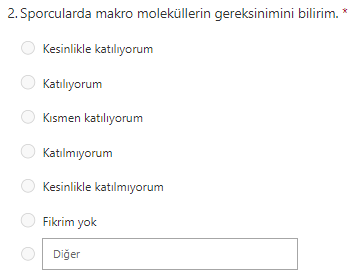 2. Sporcularda makro moleküllerin gereksinimini bilirim. *
Kesinlikle katılıyorum
Katılıyorum
Kısmen katılıyorum
Katılmıyorum
Kesinlikle katılmıyorum
Fikrim yok
Diğer